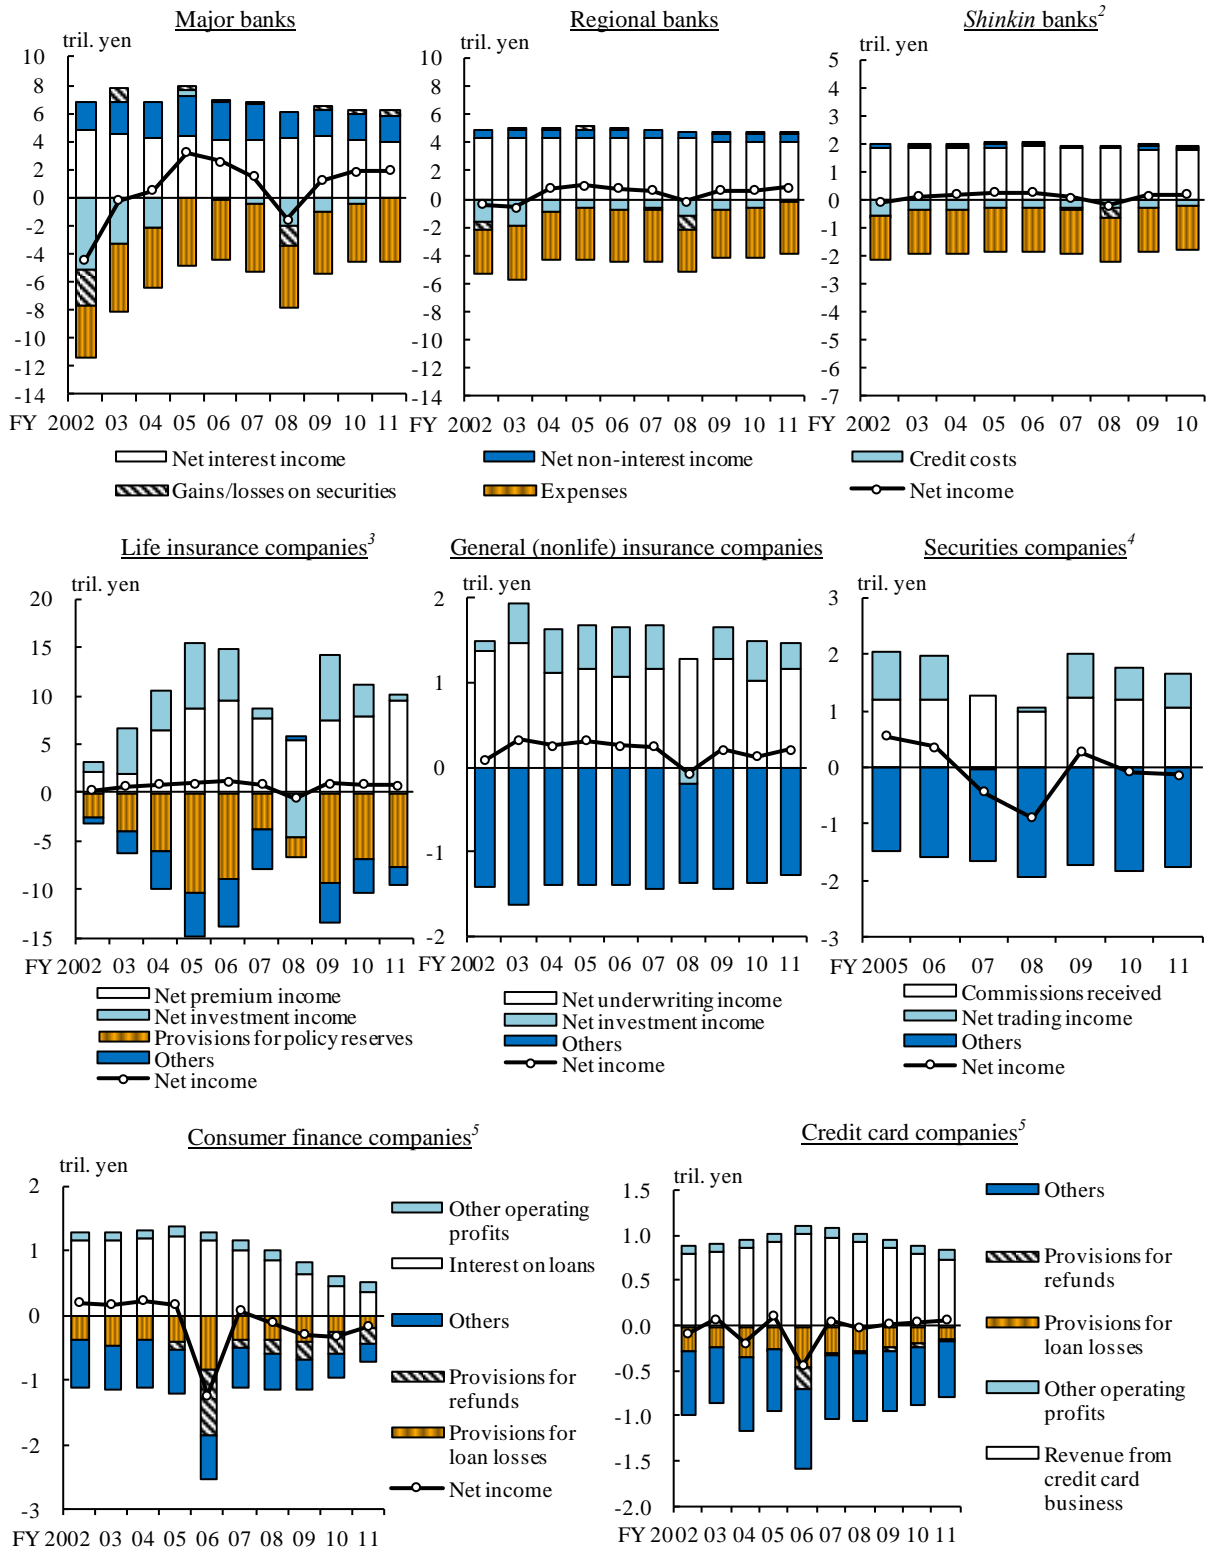 Major banks
tril. yen
10
8
6
4
2
0
-2
-4
-6
-8
-10
-12
-14
FY 2002 03 04 05 06 07 08 09 10 11
Regional banks
tril. yen
10
8
6
4
2
0
-2
-4
-6
-8
-10
-12
-14
FY 2002 03 04 05 06 07 08 09 10 11
Shinkin banks2
tril. yen
5
4
3
2
1
0
-1
-2
-3
-4
-5
-6
-7
FY 2002 03 04 05 06 07 08 09 10
Net interest income
Net non-interest income
Credit costs
Gains/losses on securities
Expenses
Net income
Life insurance companies3
tril. yen
20
15
10
5
0
-5
-10
-15
FY 2002 03 04 05 06 07 08 09 10 11
Net premium income
Net investment income
Provisions for policy reserves
Others
Net income
General (nonlife) insurance companies
tril. yen
2
1
0
-1
-2
FY 2002 03 04 05 06 07 08 09 10 11
Net underwriting income
Net investment income
Others
Net income
Securities companies4
tril. yen
3
2
1
0
-1
-2
-3
FY 2005 06 07 08 09 10 11
Commissions received
Net trading income
Others
Net income
Consumer finance companies5
tril. yen
2
1
0
-1
-2
-3
FY 2002 03 04 05 06 07 08 09 10 11
Other operating
profits
Interest on loans
Others
Provisions for
refunds
Provisions for
loan losses
Net income
Credit card companies5
tril. yen
1.5
1.0
0.5
0.0
-0.5
-1.0
-1.5
-2.0
FY 2002 03 04 05 06 07 08 09 10 11
Others
Provisions for
refunds
Provisions for
loan losses
Other operating
profits
Revenue from
credit card
business